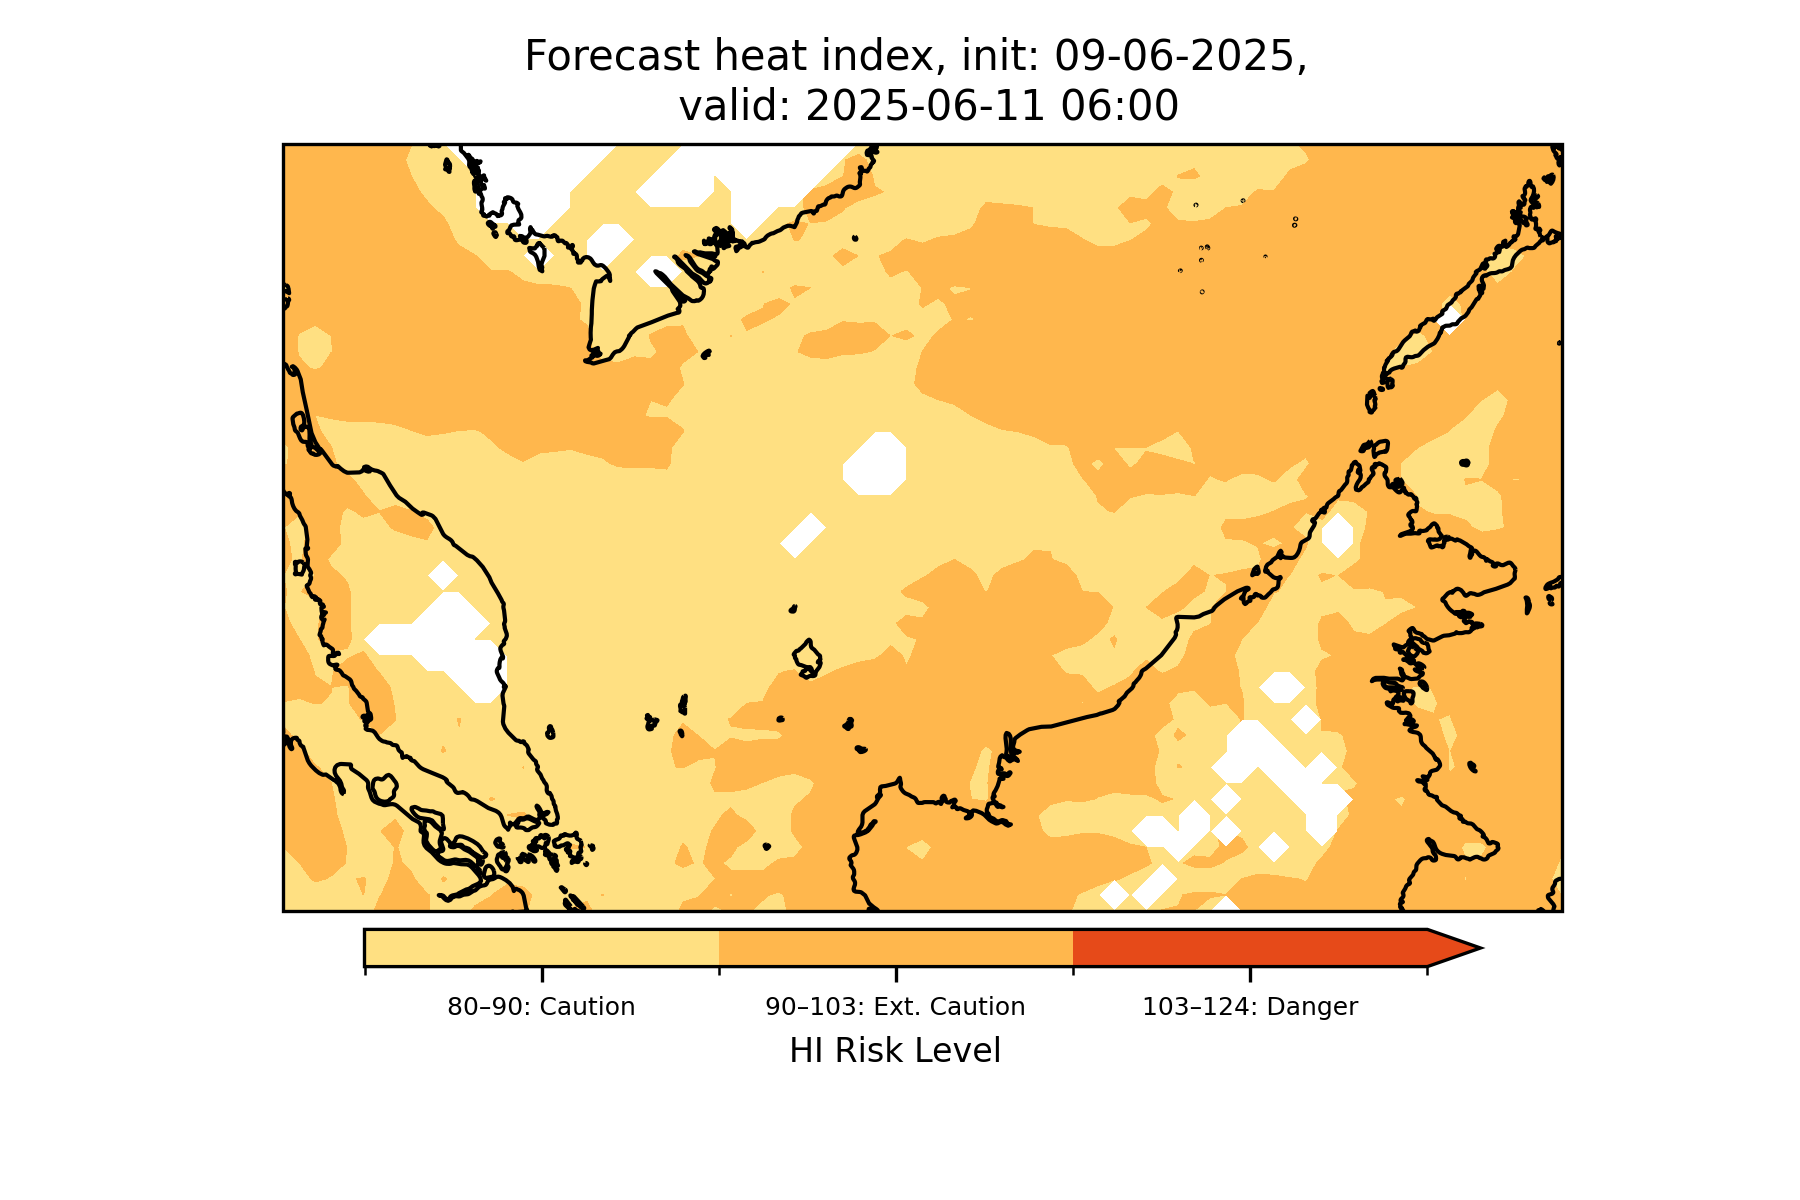 Forecast heat index, init: 09-06-2025,
valid: 2025-06-11 06:00
80–90: Caution
90–103: Ext. Caution
103–124: Danger
HI Risk Level